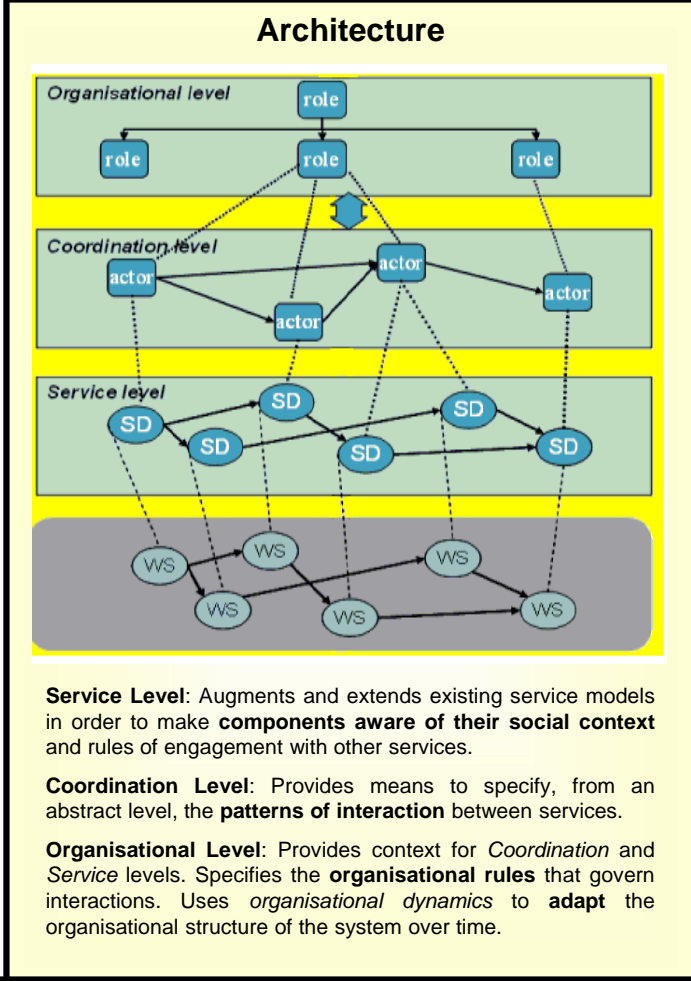 Architecture
Organisational level
role
role
role
role
Coordination level
actor
actor
actor
actor
Service level
SD
SD
SD
SD
SD
SD
WS
WS
WS
WS
WS
WS
Service Level: Augments and extends existing service models
in order to make components aware of their social context
and rules of engagement with other services.
Coordination Level: Provides means to specify, from an
abstract level, the patterns of interaction between services.
Organisational Level: Provides context for Coordination and
Service levels. Specifies the organisational rules that govern
interactions. Uses organisational dynamics to adapt the
organisational structure of the system over time.